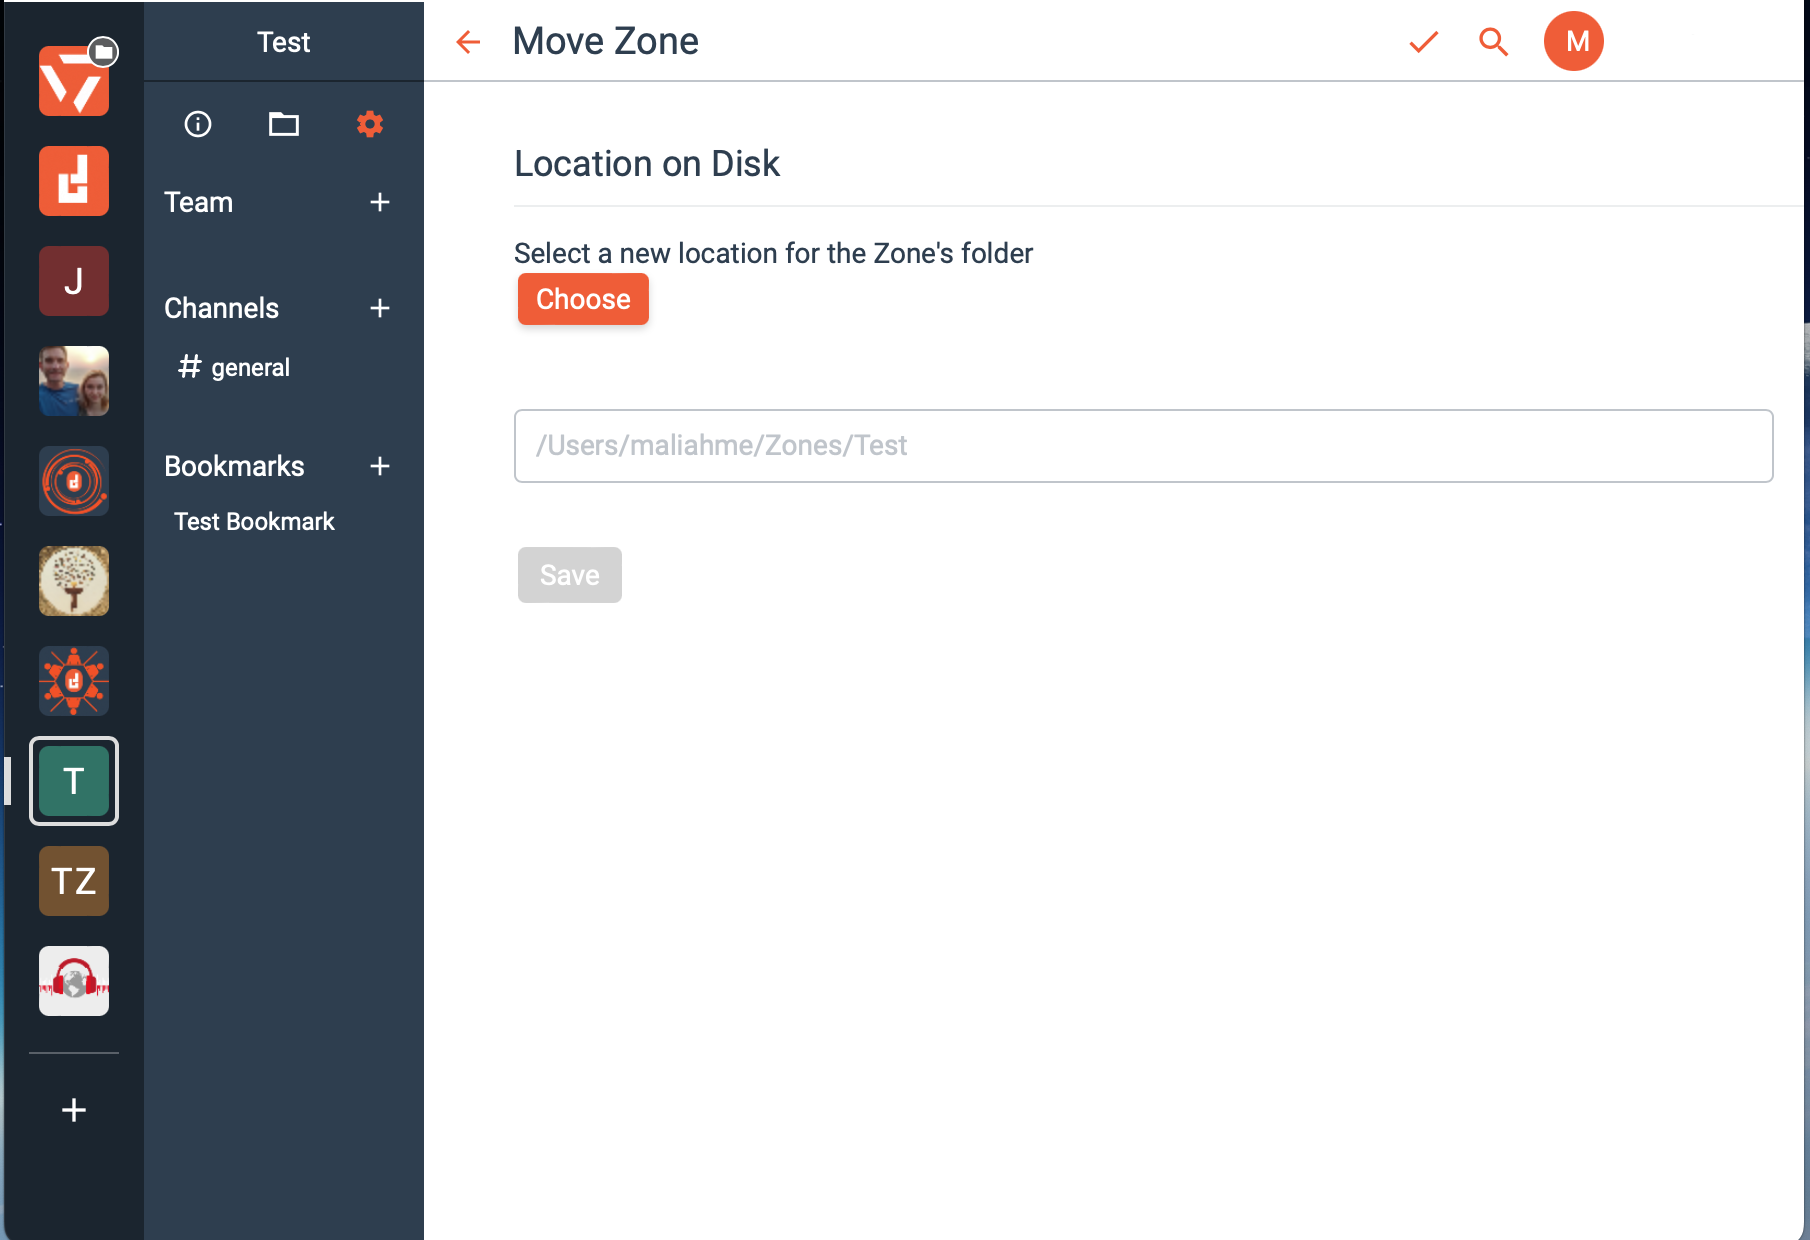 Test
Move Zone
M
J
T
TZ
Team
Channels
# general
Bookmarks
Test Bookmark
Location on Disk
Select a new location for the Zone's folder
Choose
/Users/maliahme/Zones/Test
Save